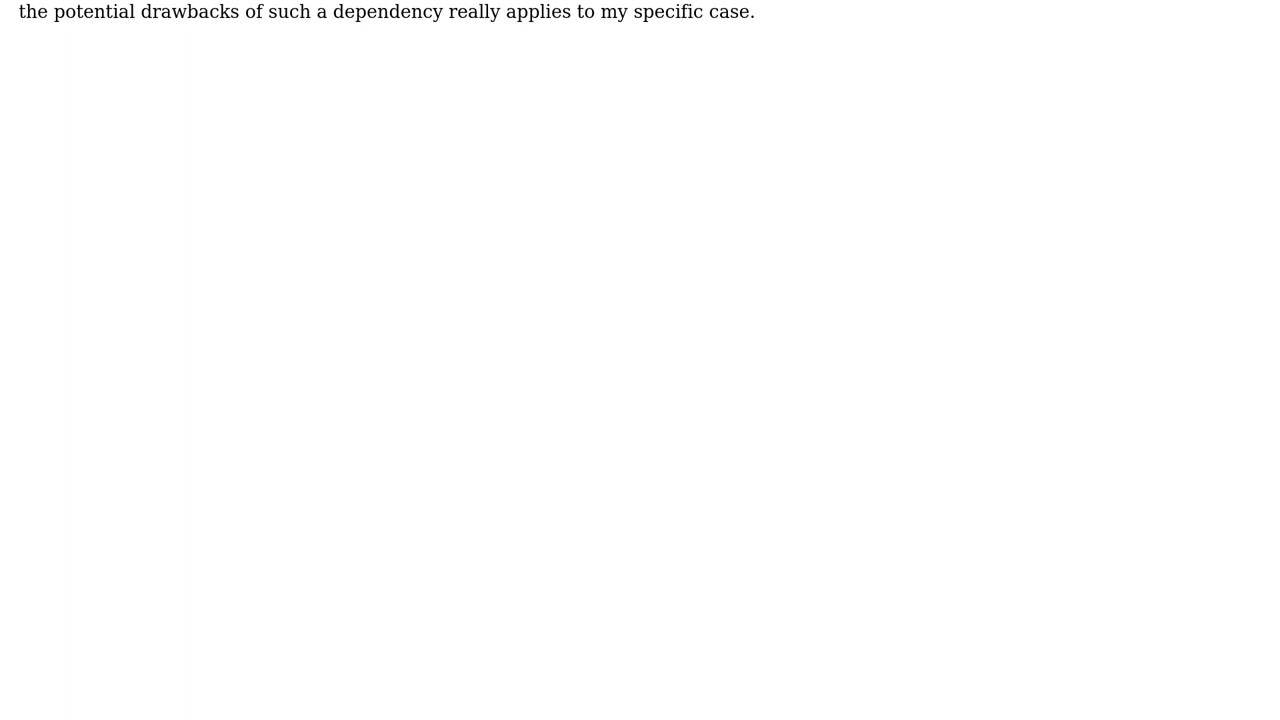 the potential drawbacks of such a dependency really applies to my specific case.